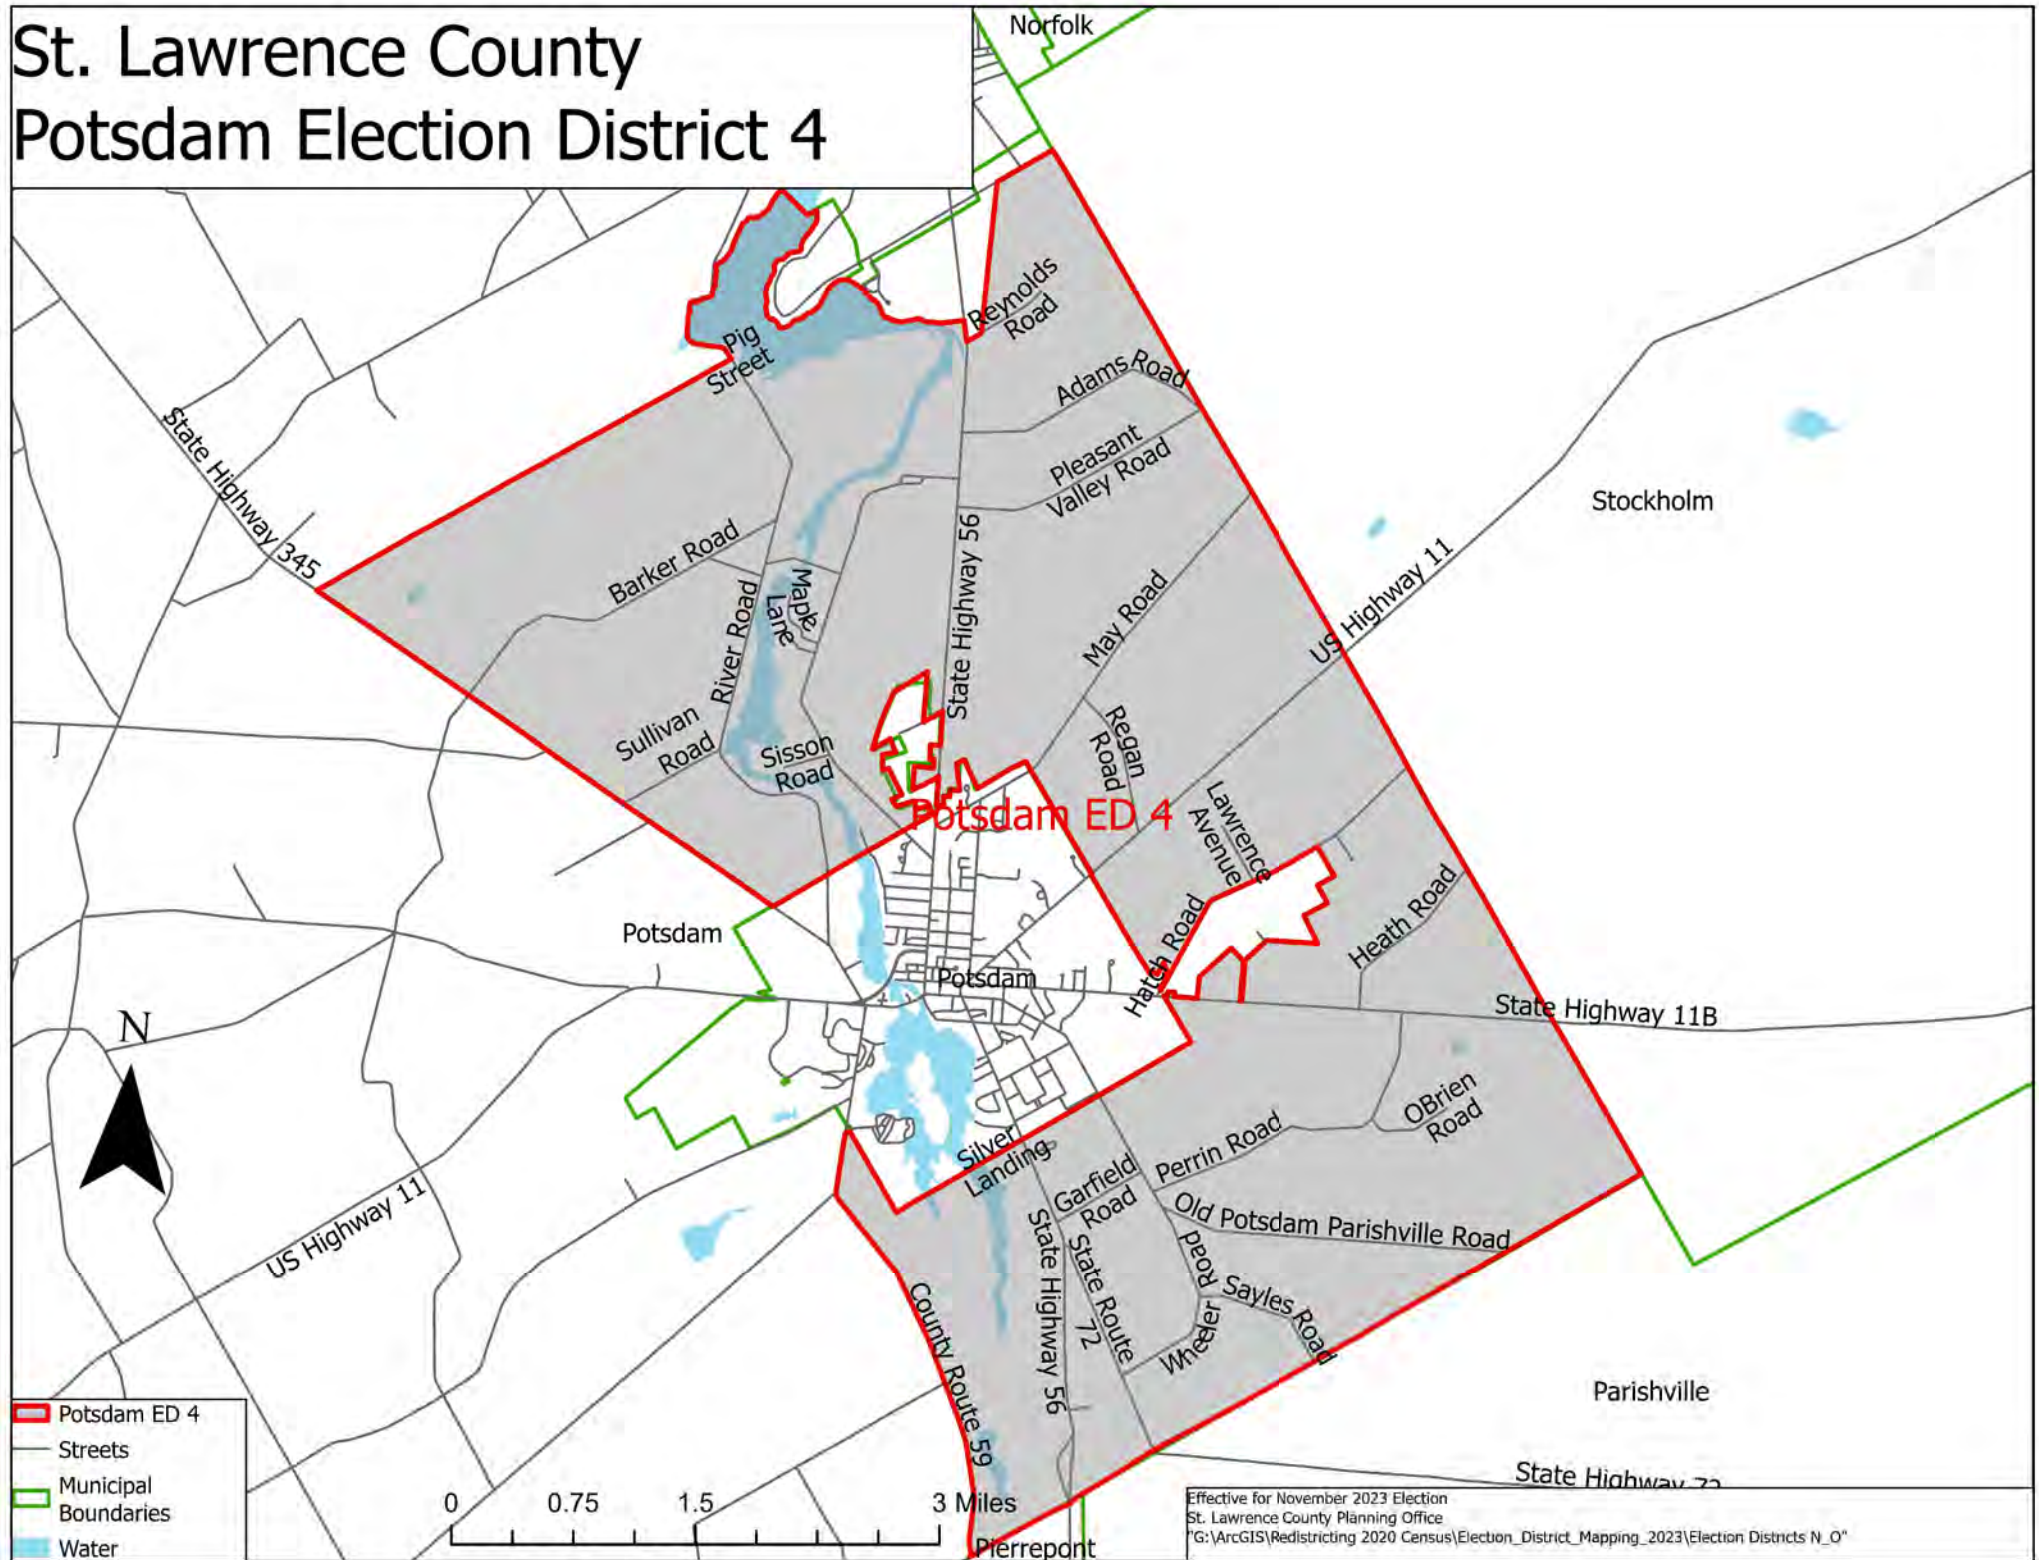 St. Lawrence County
Potsdam Election District 4
Norfolk
Reynolds
Road
Pig
Street
Adams Road
State Highway 345
Pleasant
Valley Road
Stockholm
Barker Road
State Highway 56
US Highway 11
Maple
Lane
May Road
River Road
Sullivan
Road
Sisson
Road
Regan
Road
Potsdam ED 4
Lawrence
Avenue
Potsdam
Hatch Road
Heath Road
Potsdam
State Highway 11B
N
OBrien
Road
Silver
Landing
Perrin Road
Garfield
Road
US Highway 11
Old Potsdam Parishville Road
State Highway 56
State Route
72
Wheeler Road
Sayles Road
County Route 59
Parishville
State Highway 72
Potsdam ED 4
Streets
Municipal
Boundaries
Water
0 0.75 1.5 3 Miles
Pierrepont
Effective for November 2023 Election
St. Lawrence County Planning Office
"G:\ArcGIS\Redistricting 2020 Census\Election_District_Mapping_2023\Election Districts N_O"